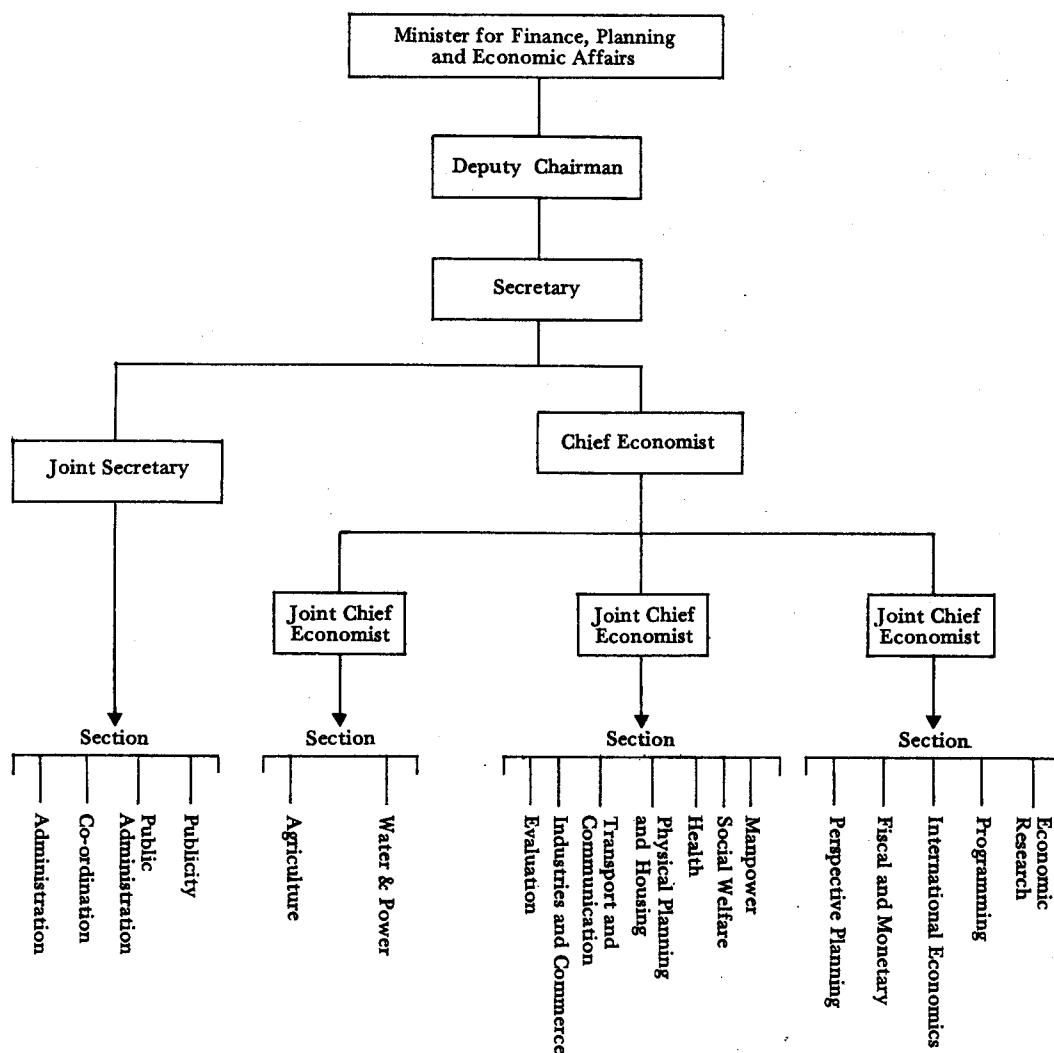 Minister for Finance, Planning
and Economic Affairs
Deputy Chairman
Secretary
Joint Secretary
Chief Economist
Joint Chief
Economist
Joint Chief
Economist
Joint Chief
Economist
Section
Section
Section
Section
Administration
Co-ordination
Public
Administration
Publicity
Agriculture
Water & Power
Evaluation
Industries and Commerce
Transport and
Communication
Physical Planning
and Housing
Health
Social Welfare
Manpower
Perspective Planning
Fiscal and Monetary
International Economics
Programming
Economic
Research